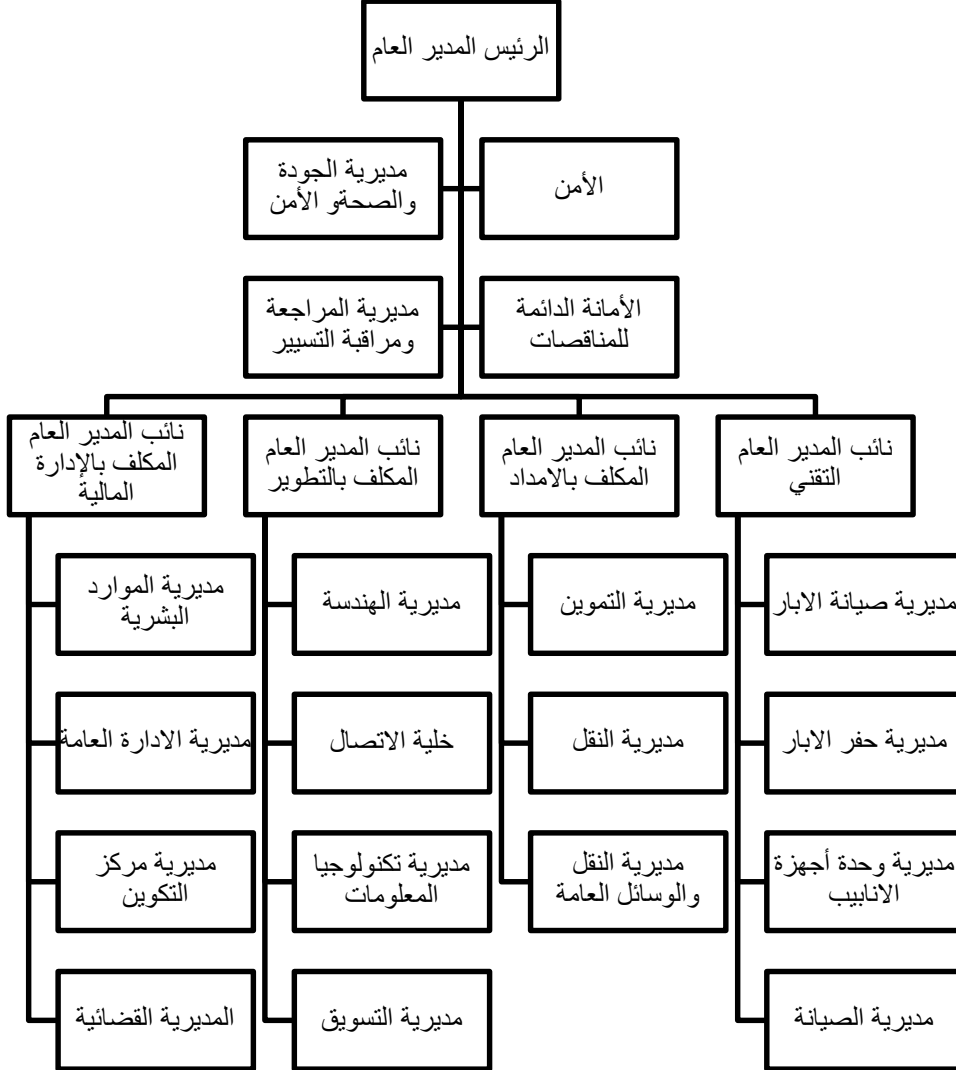 الرئيس المدير العام
الأمن
مديرية الجودة
والصحةو الأمن
الأمانة الدائمة
للمناقصات
مديرية المراجعة
ومراقبة التسيير
نائب المدير العام
التقني
نائب المدير العام
المكلف بالامداد
نائب المدير العام
المكلف بالتطوير
نائب المدير العام
المكلف بالإدارة
المالية
مديرية صيانة الابار
مديرية حفر الابار
مديرية وحدة أجهزة
الانابيب
مديرية الصيانة
مديرية التموين
مديرية النقل
مديرية النقل
والوسائل العامة
مديرية الهندسة
خلية الاتصال
مديرية تكنولوجيا
المعلومات
مديرية التسويق
مديرية الموارد
البشرية
مديرية الادارة العامة
مديرية مركز
التكوين
المديرية القضائية